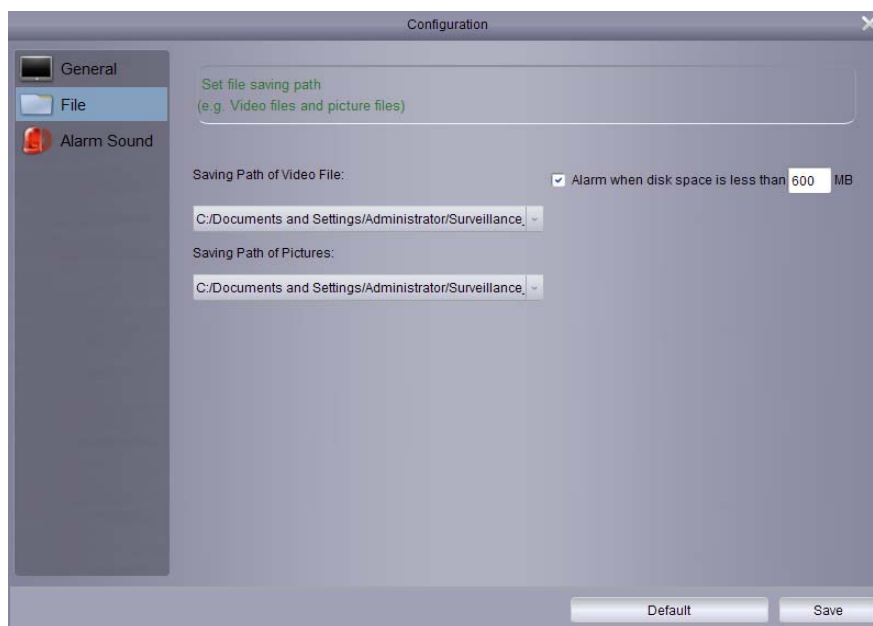 Configuration
General
File
Alarm Sound
Set file saving path
(e.g. Video files and picture files)
Saving Path of Video File:
Alarm when disk space is less than 600 MB
C:/Documents and Settings/Administrator/Surveillance_
Saving Path of Pictures:
C:/Documents and Settings/Administrator/Surveillance_
Default
Save